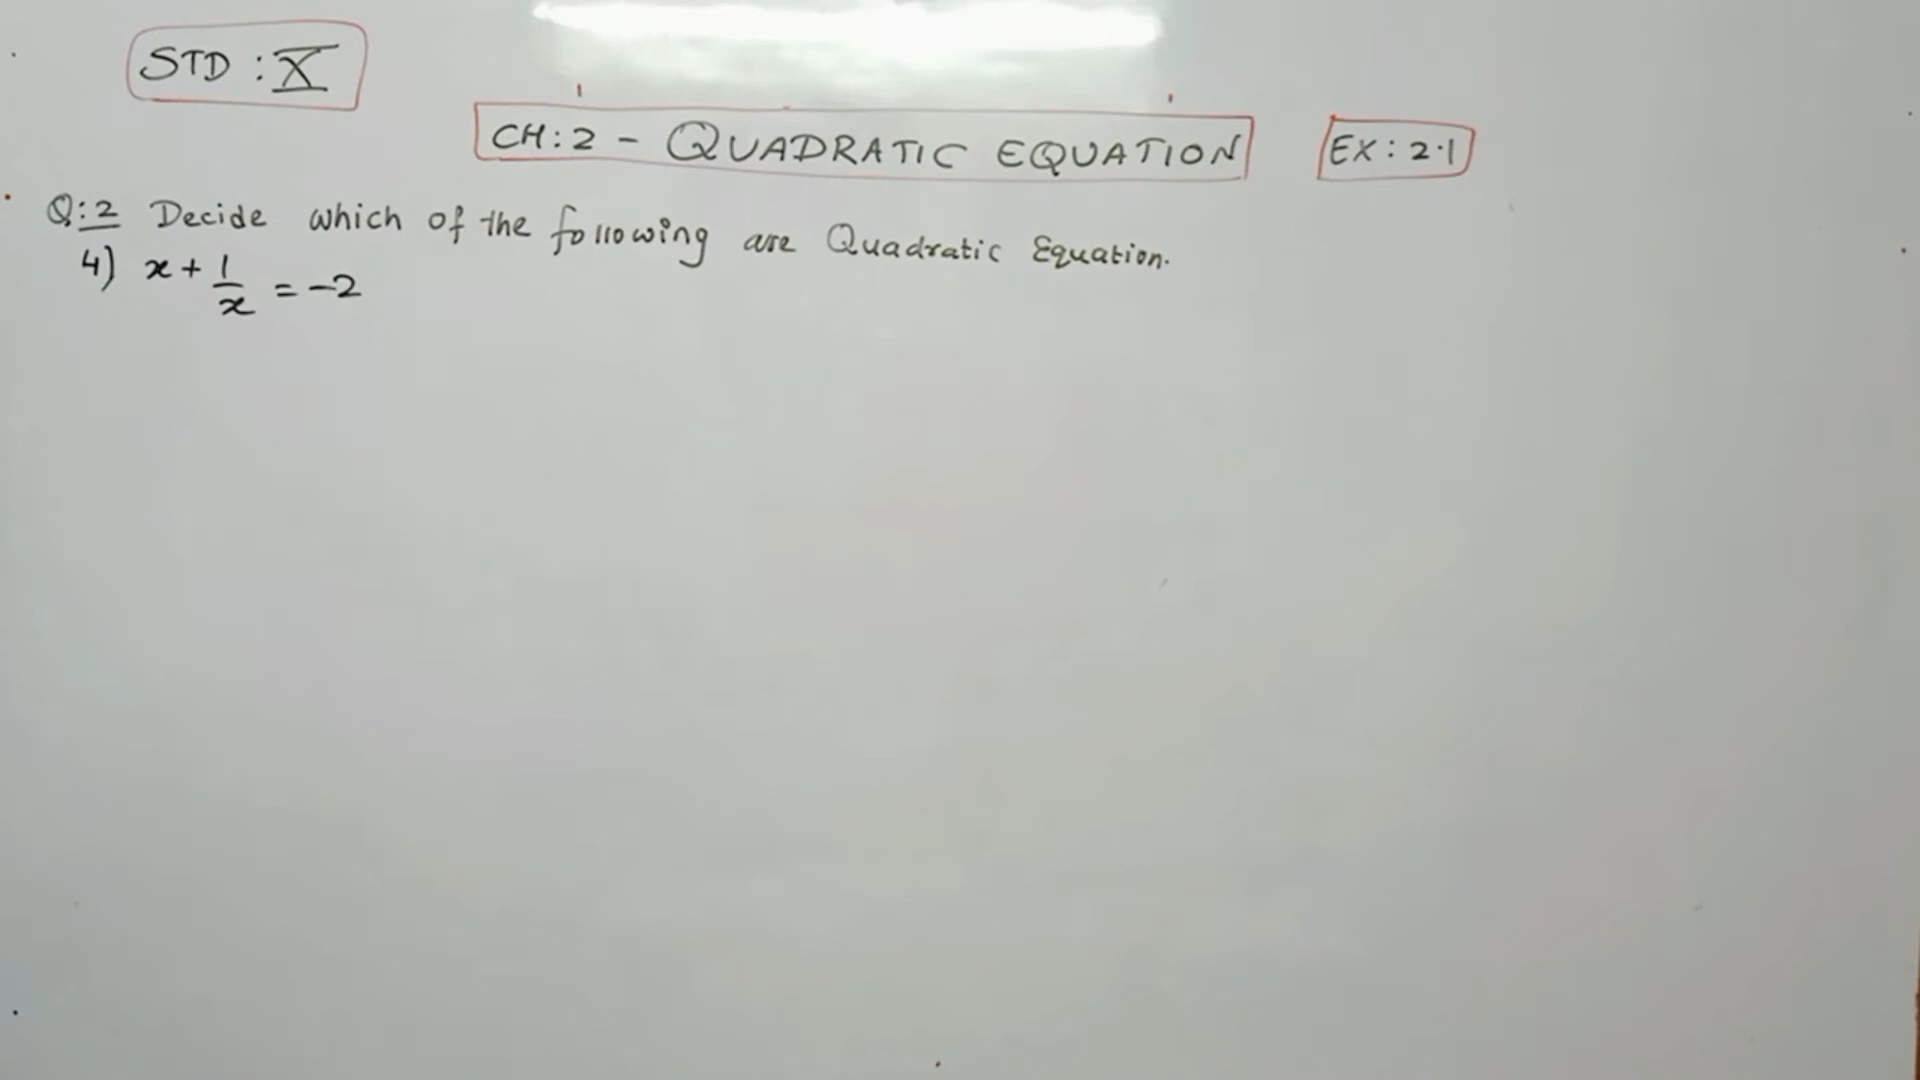 STD : X
CH: 2 - QUADRATIC EQUATION
EX: 2.1
Q:2 Decide which of the following are Quadratic Equation.
4) x + 1/x = -2